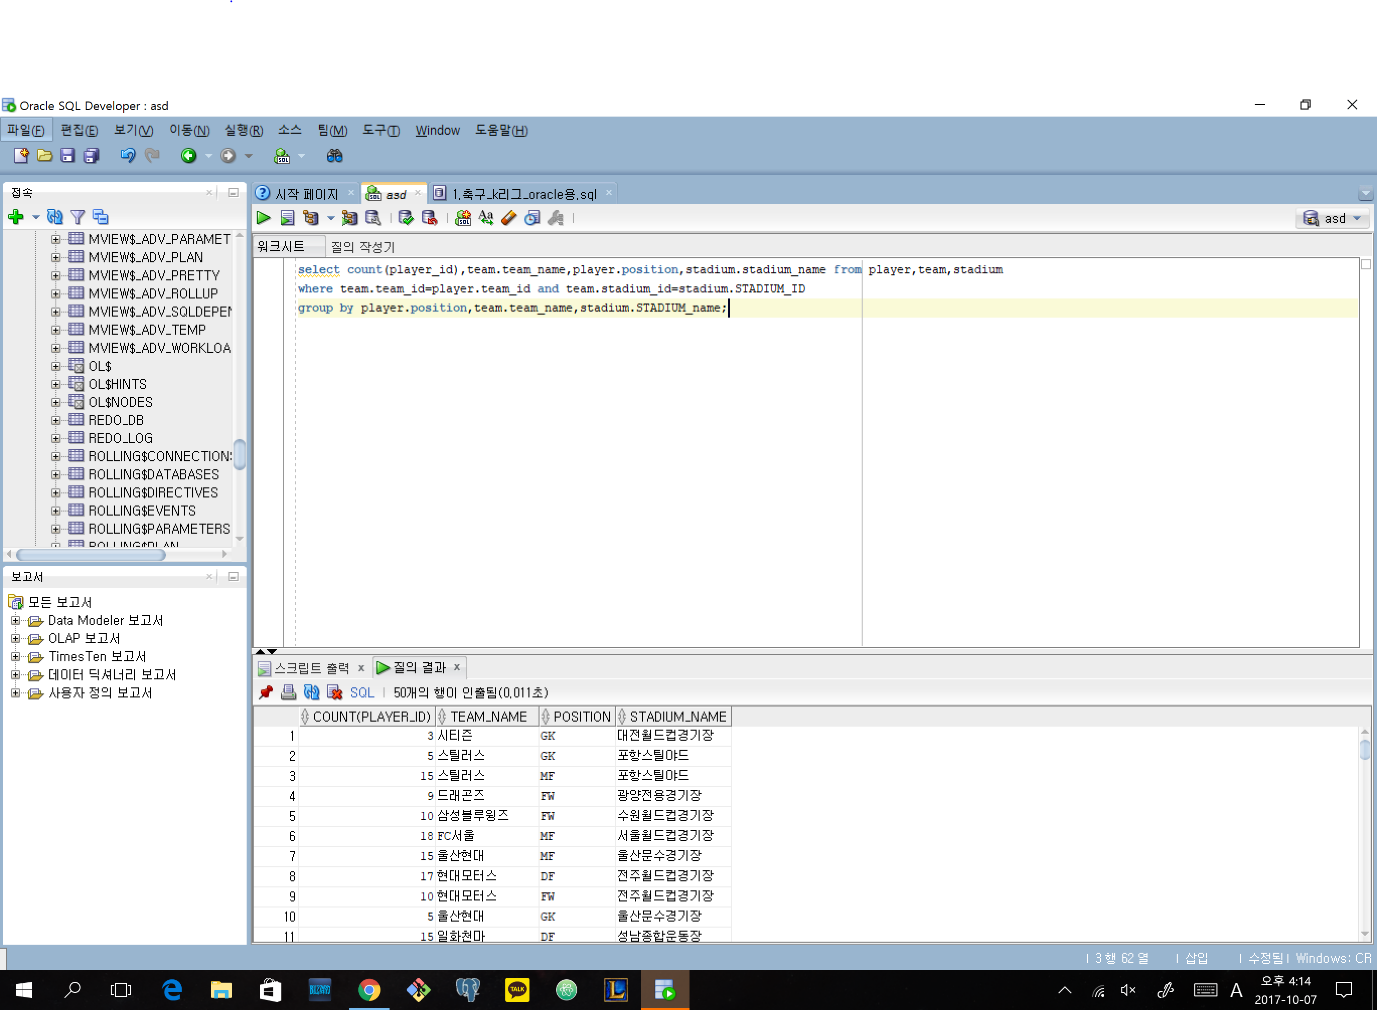 Oracle SQL Developer : asd
파일(F) 편집(E) 보기(V) 이동(N) 실행(R) 소스 팀(M) 도구(T) Window 도움말(H)
접속
MVIEW$_ADV_PARAMET
MVIEW$_ADV_PLAN
MVIEW$_ADV_PRETTY
MVIEW$_ADV_ROLLUP
MVIEW$_ADV_SQLDEPEN
MVIEW$_ADV_TEMP
MVIEW$_ADV_WORKLOA
OL$
OL$HINTS
OL$NODES
REDO_DB
REDO_LOG
ROLLING$CONNECTIONS
ROLLING$DATABASES
ROLLING$DIRECTIVES
ROLLING$EVENTS
ROLLING$PARAMETERS
ROLLING$PLAN
보고서
모든 보고서
Data Modeler 보고서
OLAP 보고서
TimesTen 보고서
데이터 딕셔너리 보고서
사용자 정의 보고서
시작 페이지 asd 1.축구_k리그_oracle용.sql
asd
워크시트 질의 작성기
select count(player_id),team.team_name,player.position,stadium.stadium_name from player,team,stadium
where team.team_id=player.team_id and team.stadium_id=stadium.STADIUM_ID
group by player.position,team.team_name,stadium.STADIUM_name;
스크립트 출력 x 질의 결과 x
SQL | 50개의 행이 인출됨(0.011초)
COUNT(PLAYER_ID) TEAM_NAME POSITION STADIUM_NAME
1 3 시티즌 GK 대전월드컵경기장
2 5 스틸러스 GK 포항스틸야드
3 15 스틸러스 MF 포항스틸야드
4 9 드래곤즈 FW 광양전용경기장
5 10 삼성블루윙즈 FW 수원월드컵경기장
6 18 FC서울 MF 서울월드컵경기장
7 15 울산현대 MF 울산문수경기장
8 17 현대모터스 DF 전주월드컵경기장
9 10 현대모터스 FW 전주월드컵경기장
10 5 울산현대 GK 울산문수경기장
11 15 일화천마 DF 성남종합운동장
| 3 행 62 열 | 삽입 | 수정됨 | Windows: CR
TALK
A
오후 4:14
2017-10-07